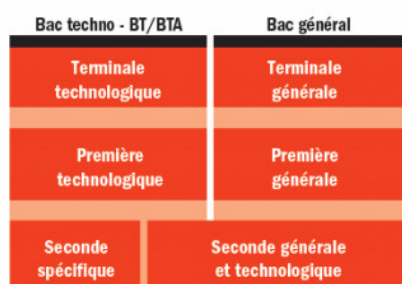 Bac techno - BT/BTA
Bac général
Terminale
technologique
Terminale
générale
Première
technologique
Première
générale
Seconde
spécifique
Seconde générale
et technologique